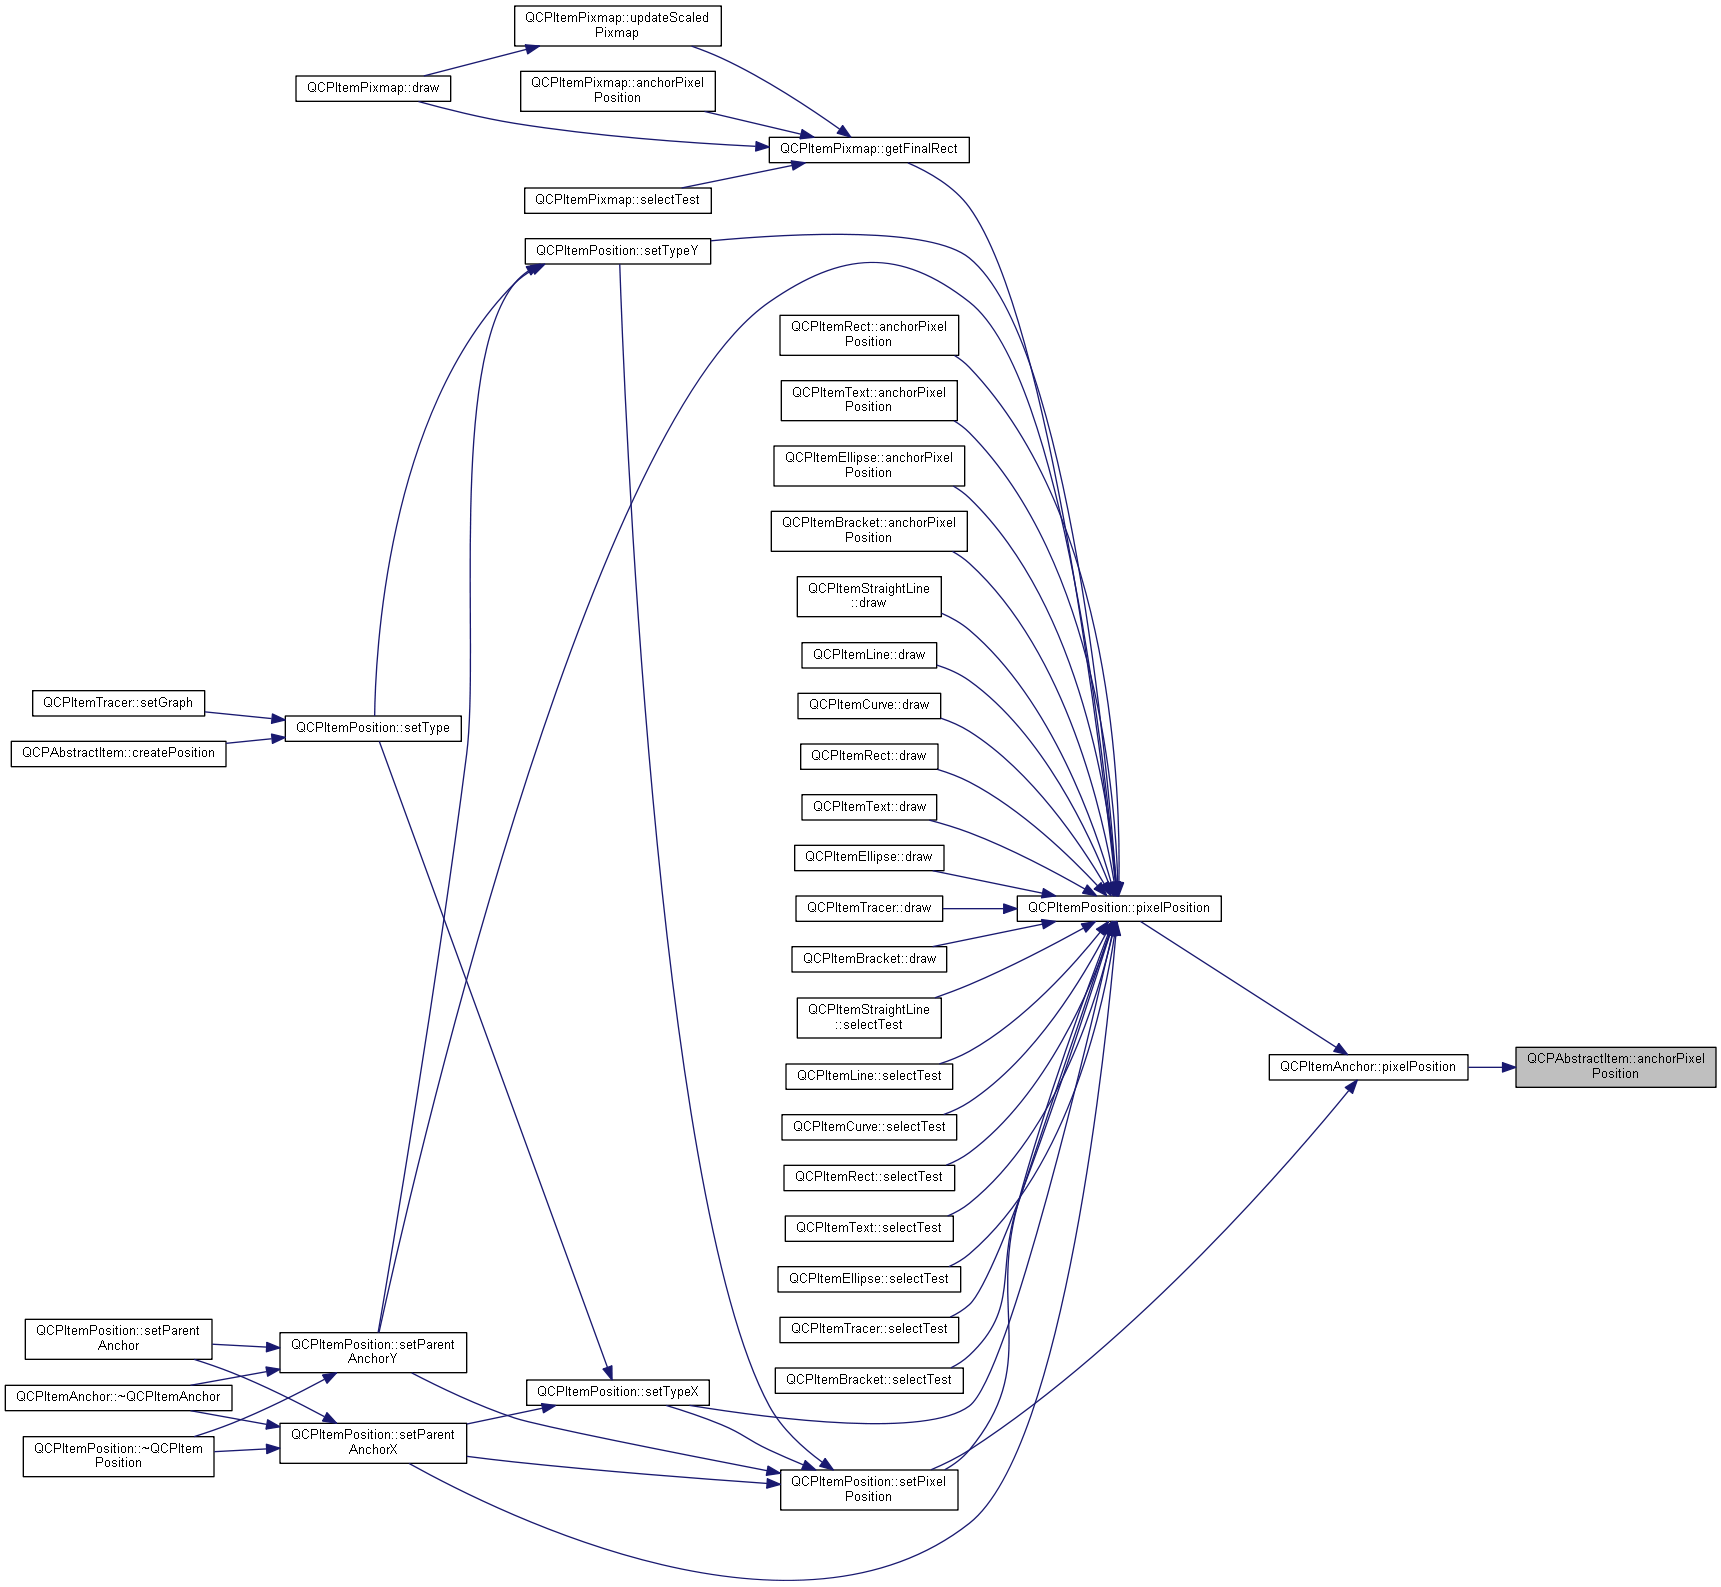 QCPItemPixmap::updateScaled
Pixmap
QCPItemPixmap::draw
QCPItemPixmap::anchorPixel
Position
QCPItemPixmap::getFinalRect
QCPItemPixmap::selectTest
QCPItemPosition::setTypeY
QCPItemRect::anchorPixel
Position
QCPItemText::anchorPixel
Position
QCPItemEllipse::anchorPixel
Position
QCPItemBracket::anchorPixel
Position
QCPItemStraightLine
::draw
QCPItemLine::draw
QCPItemCurve::draw
QCPItemTracer::setGraph
QCPItemPosition::setType
QCPAbstractItem::createPosition
QCPItemRect::draw
QCPItemText::draw
QCPItemEllipse::draw
QCPItemTracer::draw
QCPItemPosition::pixelPosition
QCPItemBracket::draw
QCPItemStraightLine
::selectTest
QCPItemLine::selectTest
QCPItemAnchor::pixelPosition
QCPAbstractItem::anchorPixel
Position
QCPItemCurve::selectTest
QCPItemRect::selectTest
QCPItemText::selectTest
QCPItemEllipse::selectTest
QCPItemTracer::selectTest
QCPItemBracket::selectTest
QCPItemPosition::setParent
Anchor
QCPItemPosition::setParent
AnchorY
QCPItemAnchor::~QCPItemAnchor
QCPItemPosition::setTypeX
QCPItemPosition::setParent
AnchorX
QCPItemPosition::~QCPItem
Position
QCPItemPosition::setPixel
Position